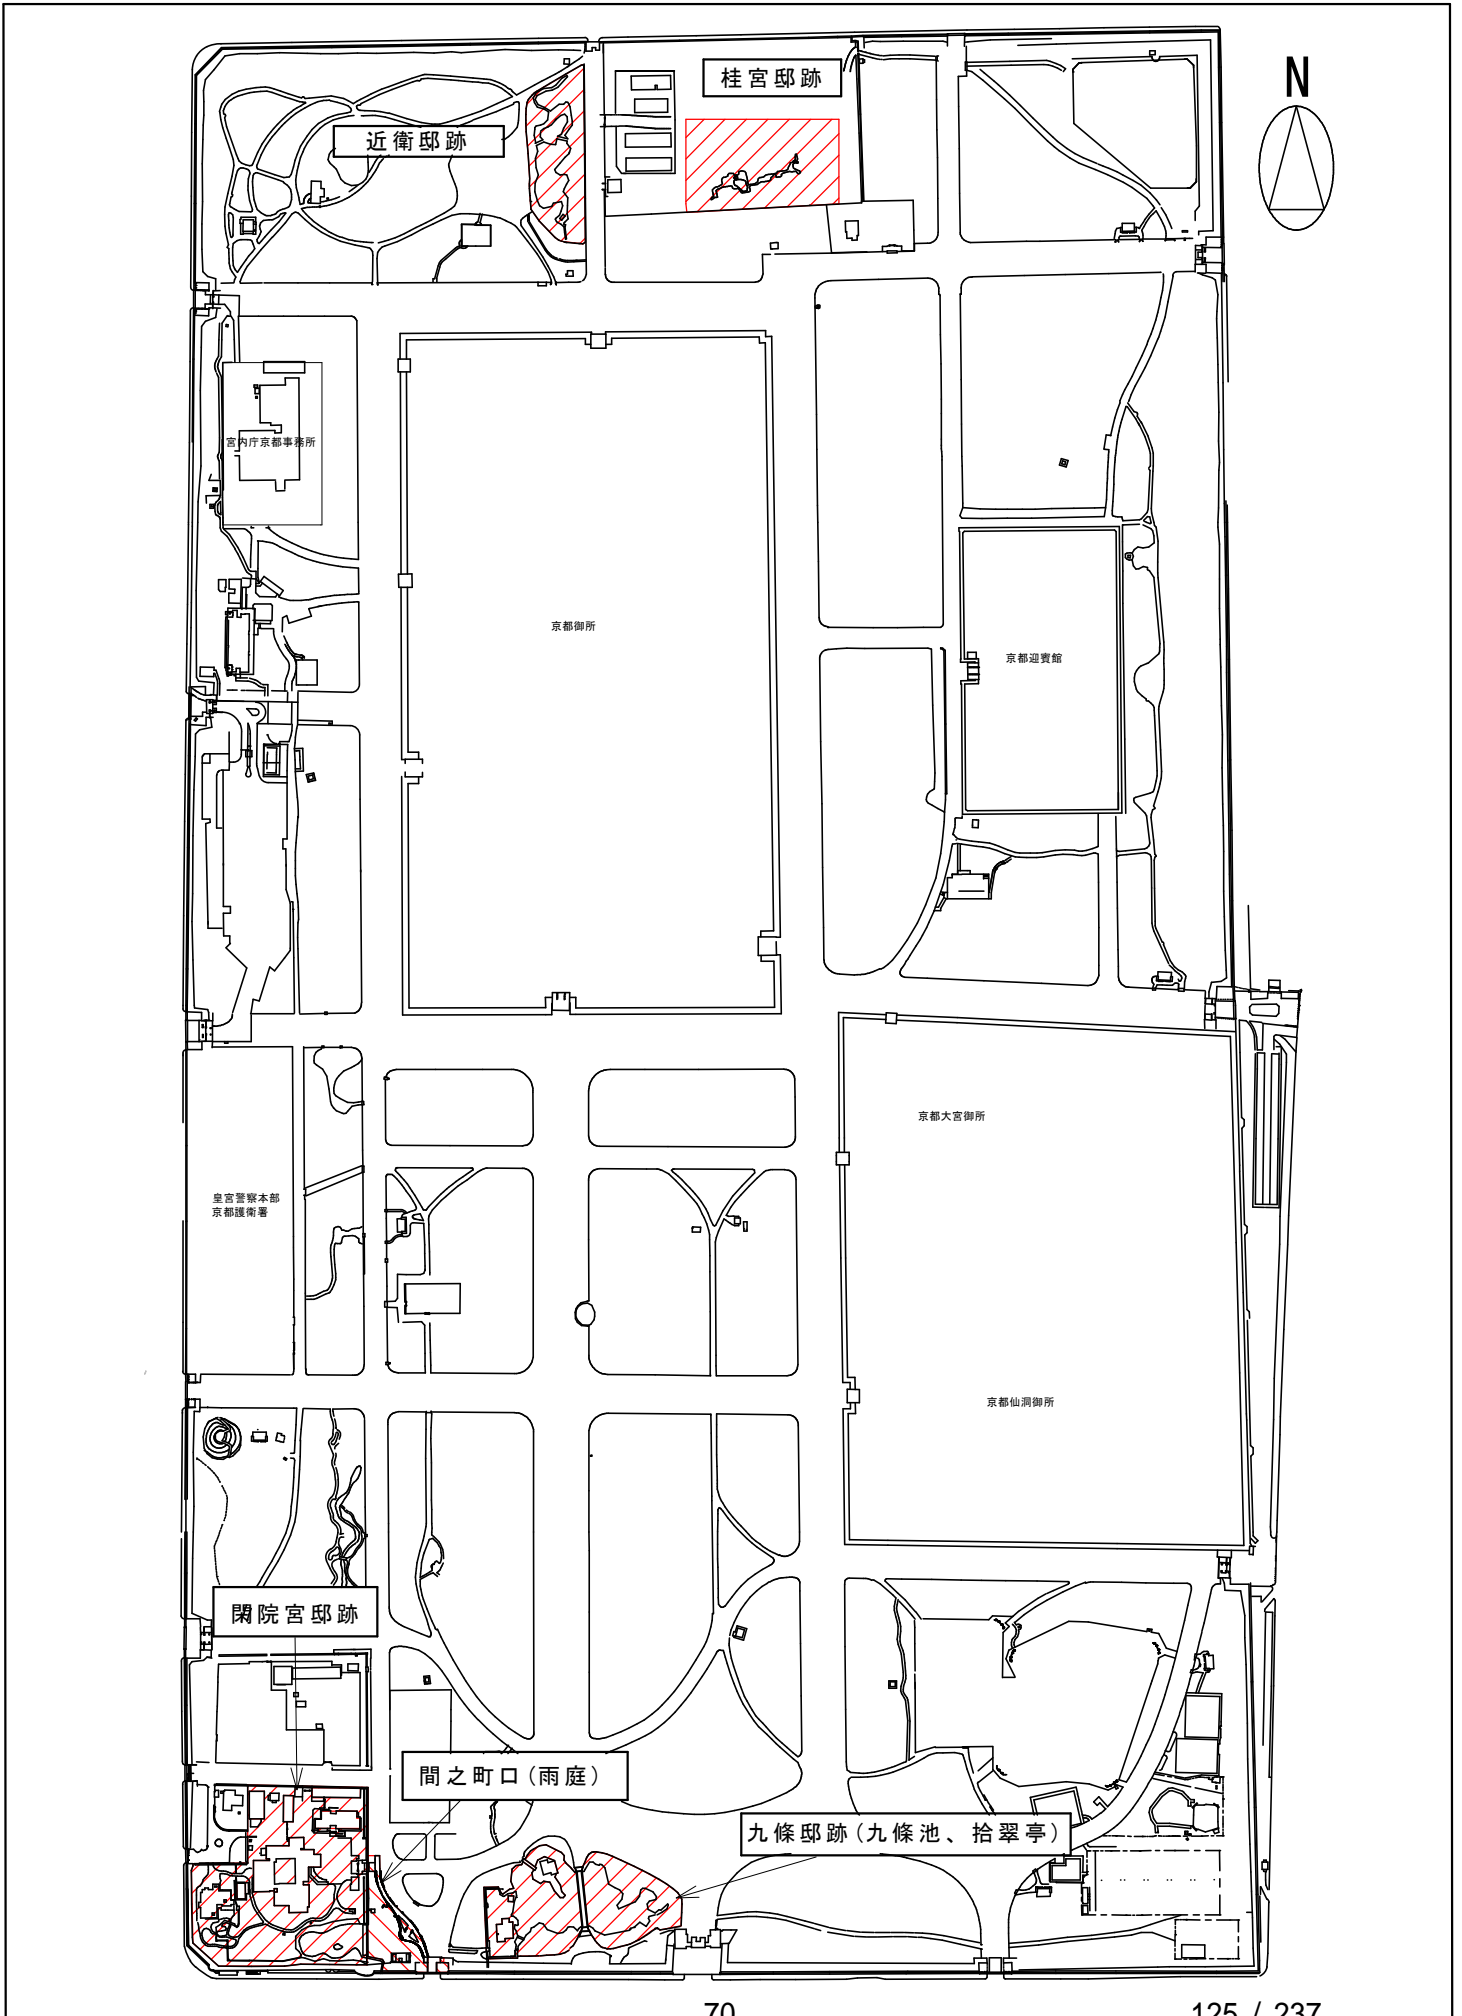 N
桂宮邸跡
近衛邸跡
宮内庁京都事務所
京都御所
京都迎賓館
京都大宮御所
皇宮警察本部
京都護衛署
京都仙洞御所
閑院宮邸跡
間之町口(雨庭)
九條邸跡(九條池、拾翠亭)
70
125 / 237